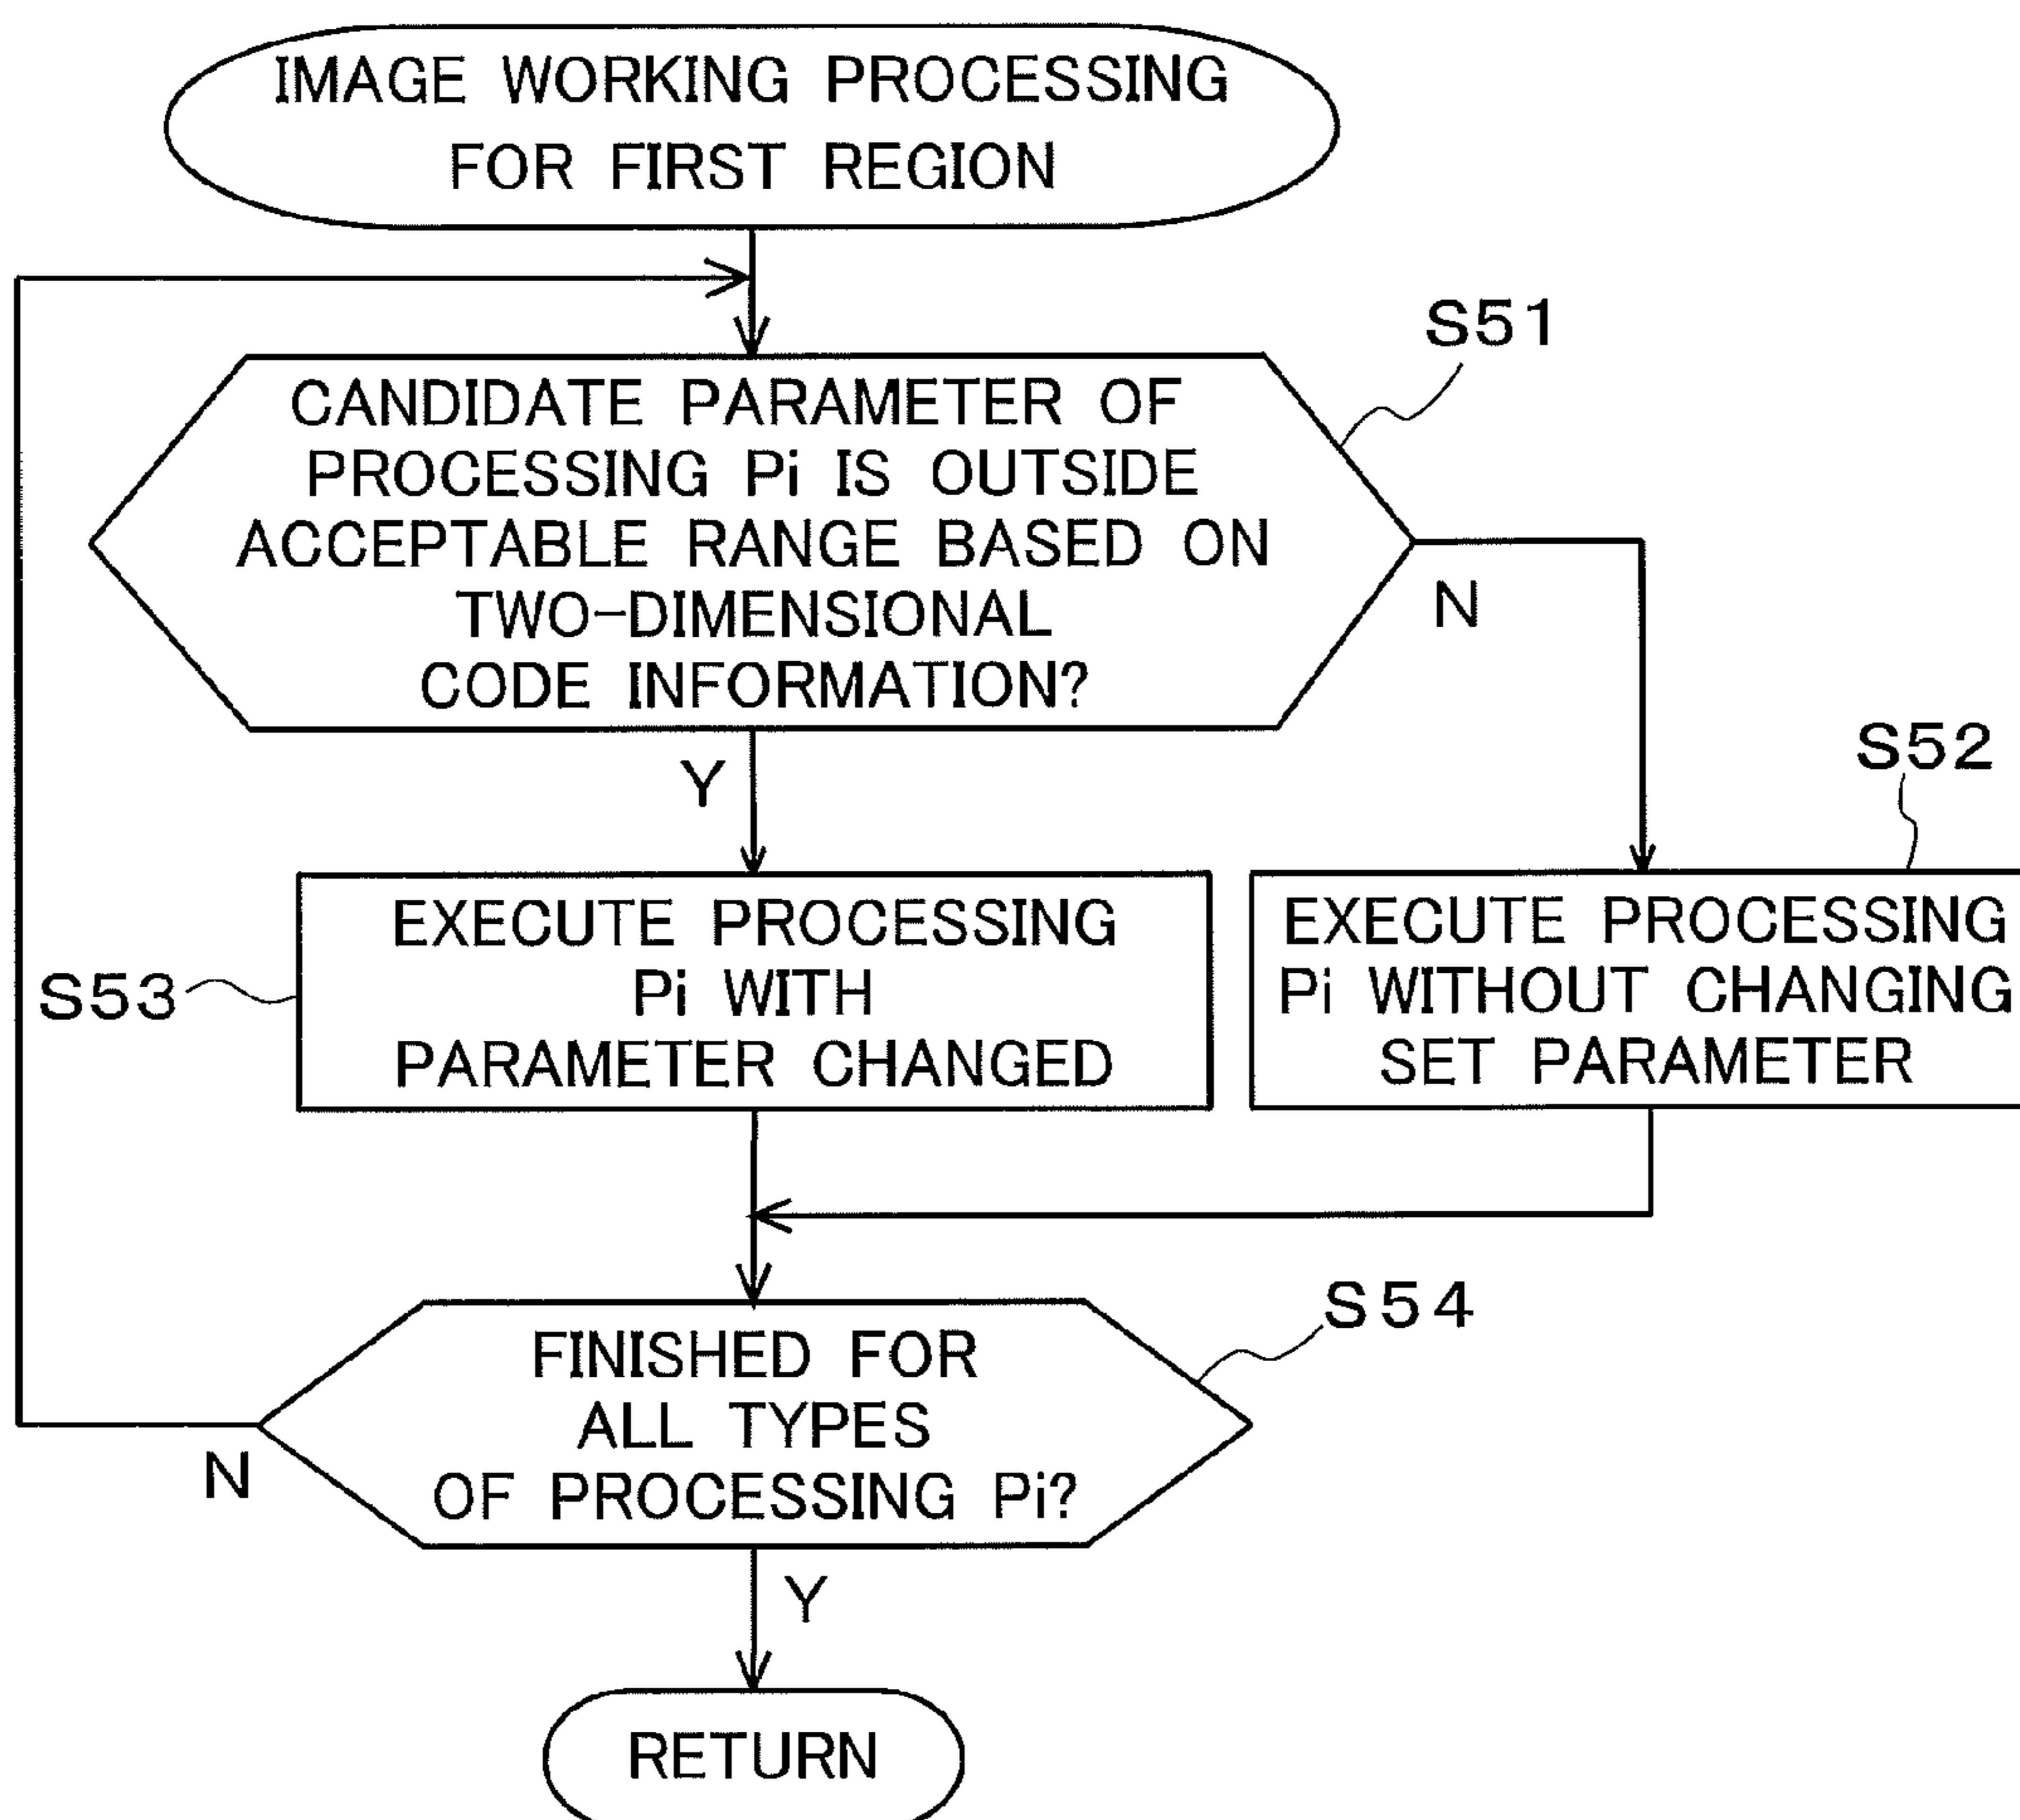 IMAGE WORKING PROCESSING
FOR FIRST REGION
S51
CANDIDATE PARAMETER OF
PROCESSING Pi IS OUTSIDE
ACCEPTABLE RANGE BASED ON
TWO-DIMENSIONAL
CODE INFORMATION?
N
Y
S52
EXECUTE PROCESSING
Pi WITH
PARAMETER CHANGED
S53
EXECUTE PROCESSING
Pi WITHOUT CHANGING
SET PARAMETER
S54
FINISHED FOR
ALL TYPES
OF PROCESSING Pi?
N
Y
RETURN